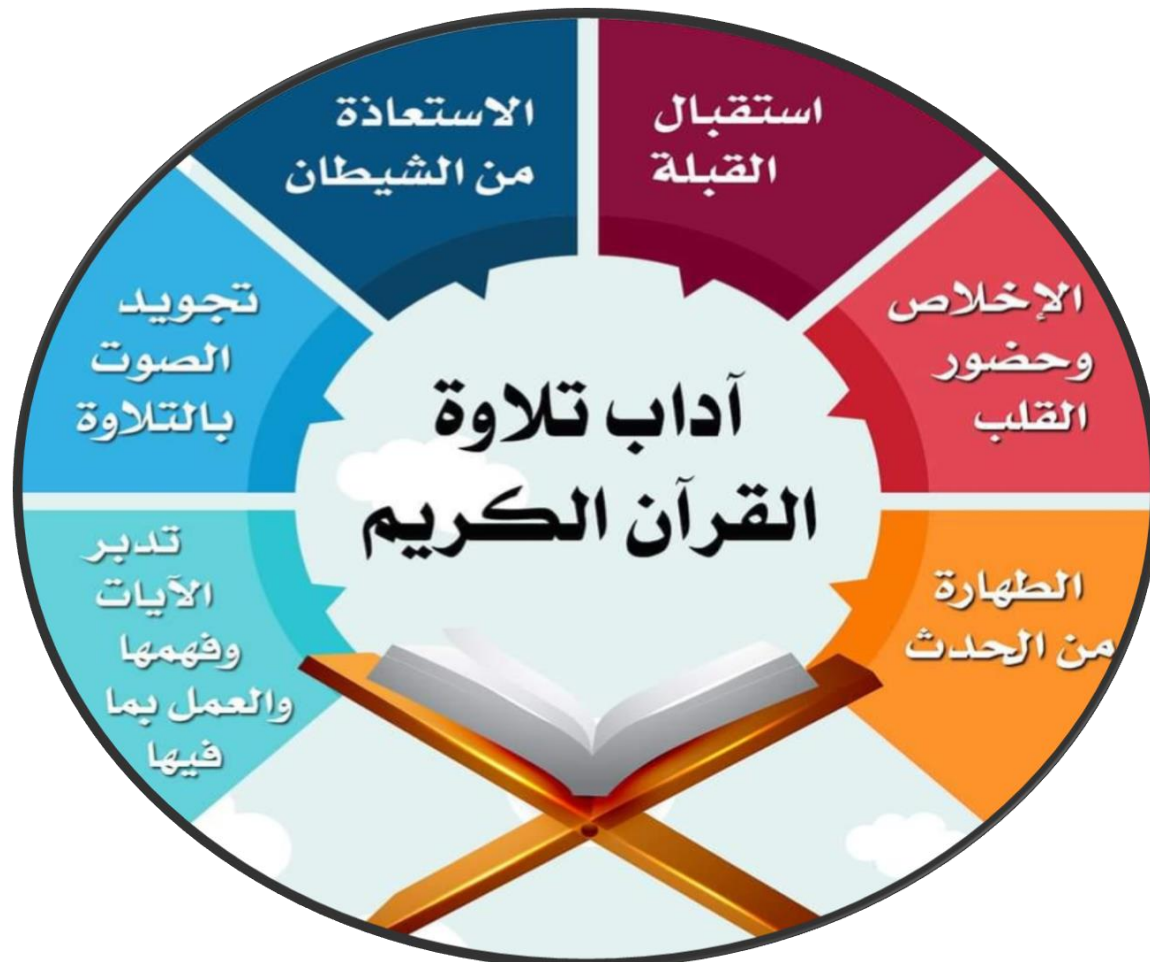 آداب تلاوة
القرآن الكريم
الطهارة
من الحدث
الإخلاص
وحضور
القلب
استقبال
القبلة
الاستعاذة
من الشيطان
تجويد
الصوت
بالتلاوة
تدبر
الآيات
وفهمها
والعمل بما
فيها